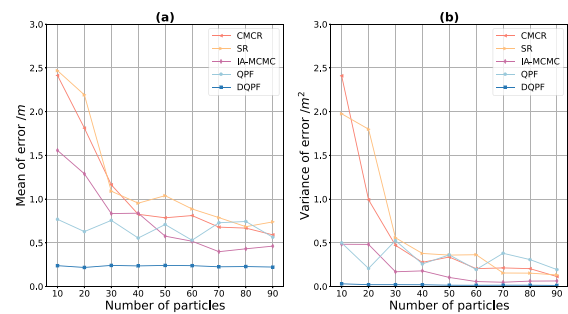 (a)
3.0
2.5
2.0
1.5
1.0
0.5
0.0
Mean of error /m
10 20 30 40 50 60 70 80 90
Number of particles
CMCR
SR
IA-MCMC
QPF
DQPF
(b)
3.0
2.5
2.0
1.5
1.0
0.5
0.0
Variance of error/m²
10 20 30 40 50 60 70 80 90
Number of particles
CMCR
SR
IA-MCMC
QPF
DQPF